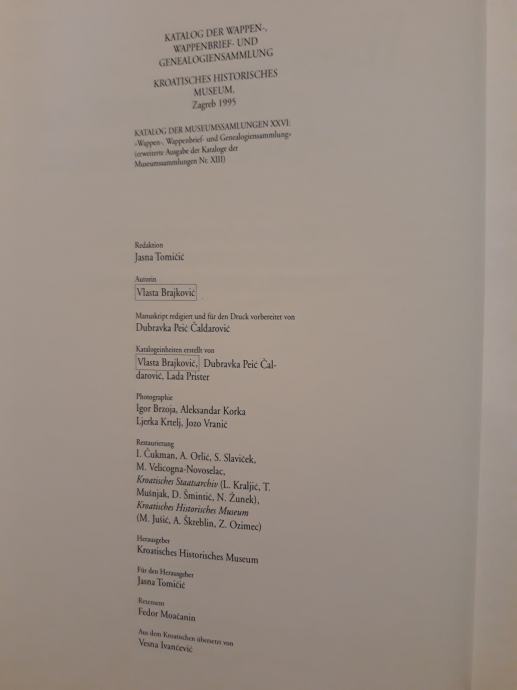 KATALOG DER WAPPEN-,
WAPPENBRIEF- UND
GENEALOGIENSAMMLUNG
KROATISCHES HISTORISCHES
MUSEUM,
Zagreb 1995
KATALOG DER MUSEUMSSAMLUNGEN XXVI:
»Wappen-, Wappenbrief- und Genealogiensammlung«
(erweiterte Ausgabe der Kataloge der
Museumssamlungen Nr. XIII)
Redaktion
Jasna Tomičić
Autorin
Vlasta Brajković
Manuskript redigiert und für den Druck vorbereitet von
Dubravka Peić Čaldarović
Katalogeinheiten erstellt von
Vlasta Brajković, Dubravka Peić Čal-
darović, Lada Prister
Photographie
Igor Brzoja, Aleksandar Korka
Ljerka Krtelj, Jozo Vranić
Restaurierung
I. Čukman, A. Orlić, S. Slaviček,
M. Velicogna-Novoselac,
Kroatisches Staatsarchiv (L. Kraljić, T.
Mušnjak, D. Šmintić, N. Žunek),
Kroatisches Historisches Museum
(M. Jušić, A. Škreblin, Z. Ozimec)
Herausgeber
Kroatisches Historisches Museum
Für den Herausgeber
Jasna Tomičić
Rezensent
Fedor Moačanin
Aus dem Kroatischen übersetzt von
Vesna Ivančević